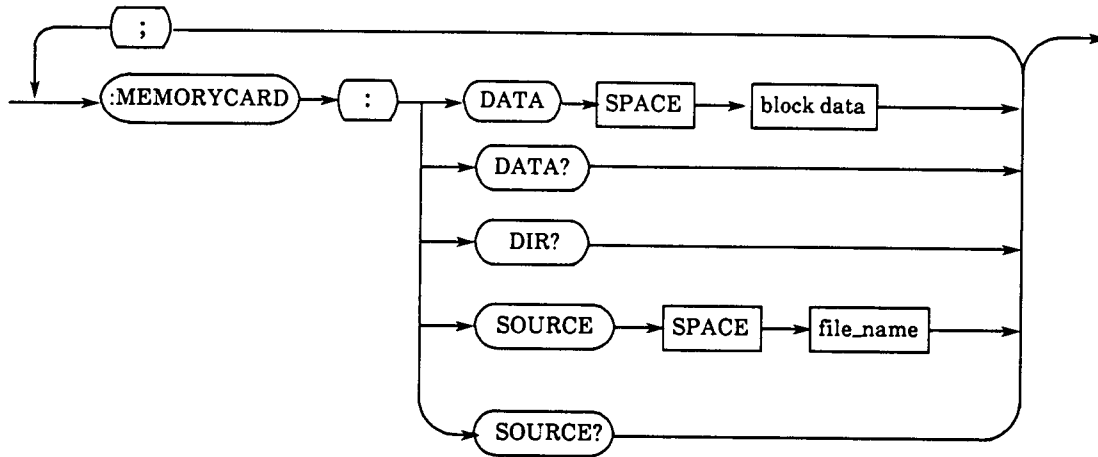 ;
:MEMORYCARD : DATA SPACE block data
DATA?
DIR?
SOURCE SPACE file_name
SOURCE?